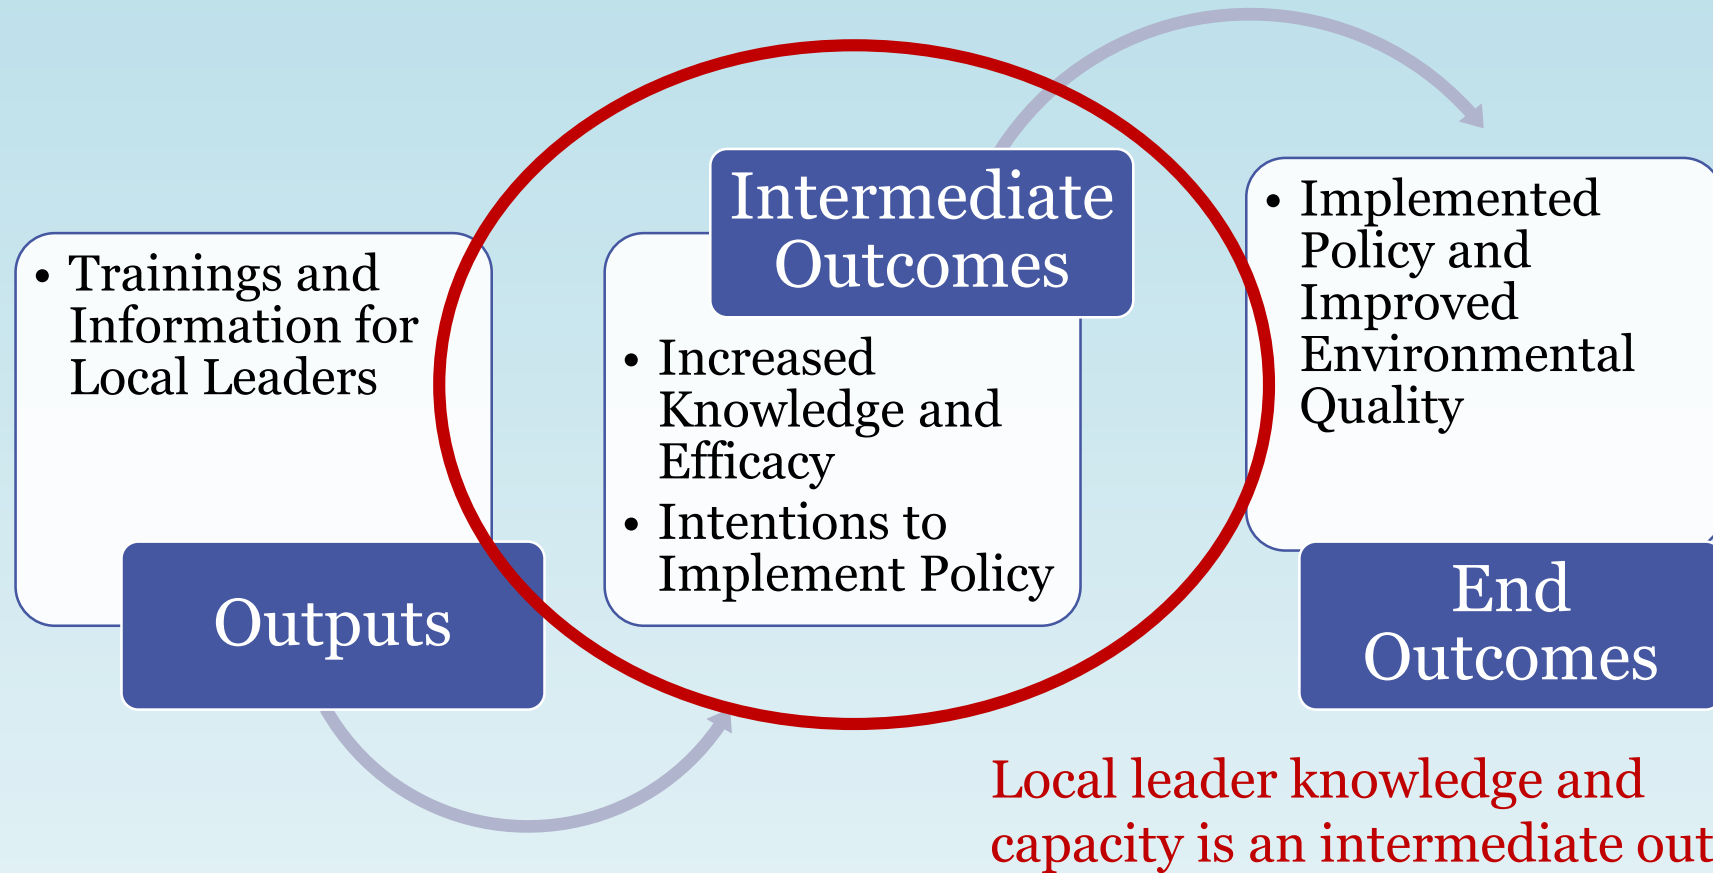 • Trainings and
Information for
Local Leaders
Outputs
Intermediate
Outcomes
• Increased
Knowledge and
Efficacy
• Intentions to
Implement Policy
• Implemented
Policy and
Improved
Environmental
Quality
End
Outcomes
Local leader knowledge and
capacity is an intermediate out